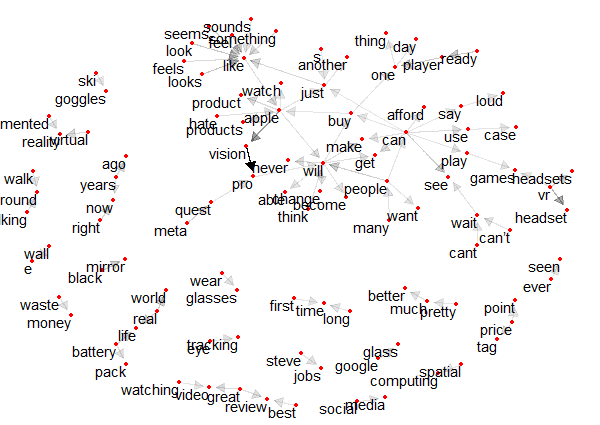 sounds
seems
feel
something
look
feels
like
looks
thing
day
s
another
one
player
ready
ski
goggles
watch
just
product
apple
hate
products
buy
afford
say
loud
mented
reality
virtual
make
can
use
case
vision
never
will
get
play
ago
walk
years
pro
people
see
games
headsets
vr
round
now
able
change
become
think
want
headset
lking
right
quest
meta
many
wait
can't
cant
wall
e
mirror
black
wear
glasses
seen
ever
waste
money
world
real
life
first
time
long
better
much
pretty
point
price
tag
battery
pack
tracking
eye
steve
jobs
glass
google
computing
spatial
watching
video
great
review
best
social
media